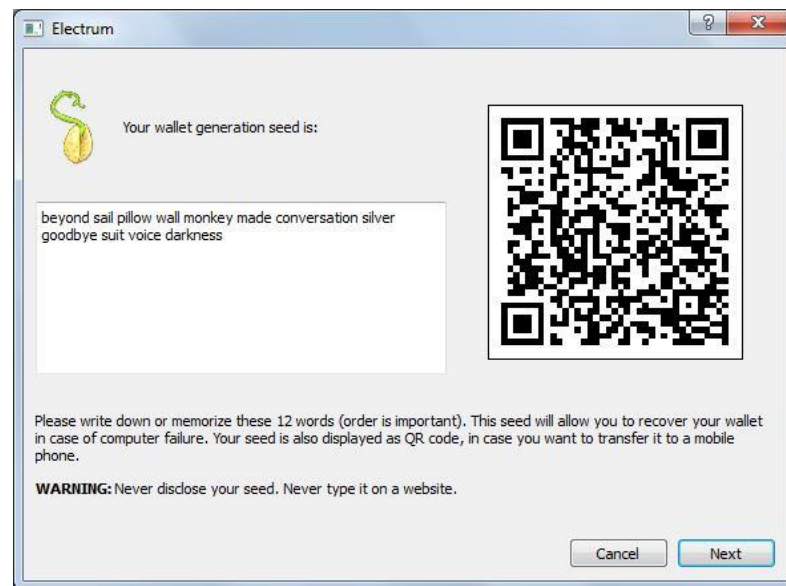 Electrum
Your wallet generation seed is:
beyond sail pillow wall monkey made conversation silver
goodbye suit voice darkness
Please write down or memorize these 12 words (order is important). This seed will allow you to recover your wallet
in case of computer failure. Your seed is also displayed as QR code, in case you want to transfer it to a mobile
phone.
WARNING: Never disclose your seed. Never type it on a website.
Cancel
Next